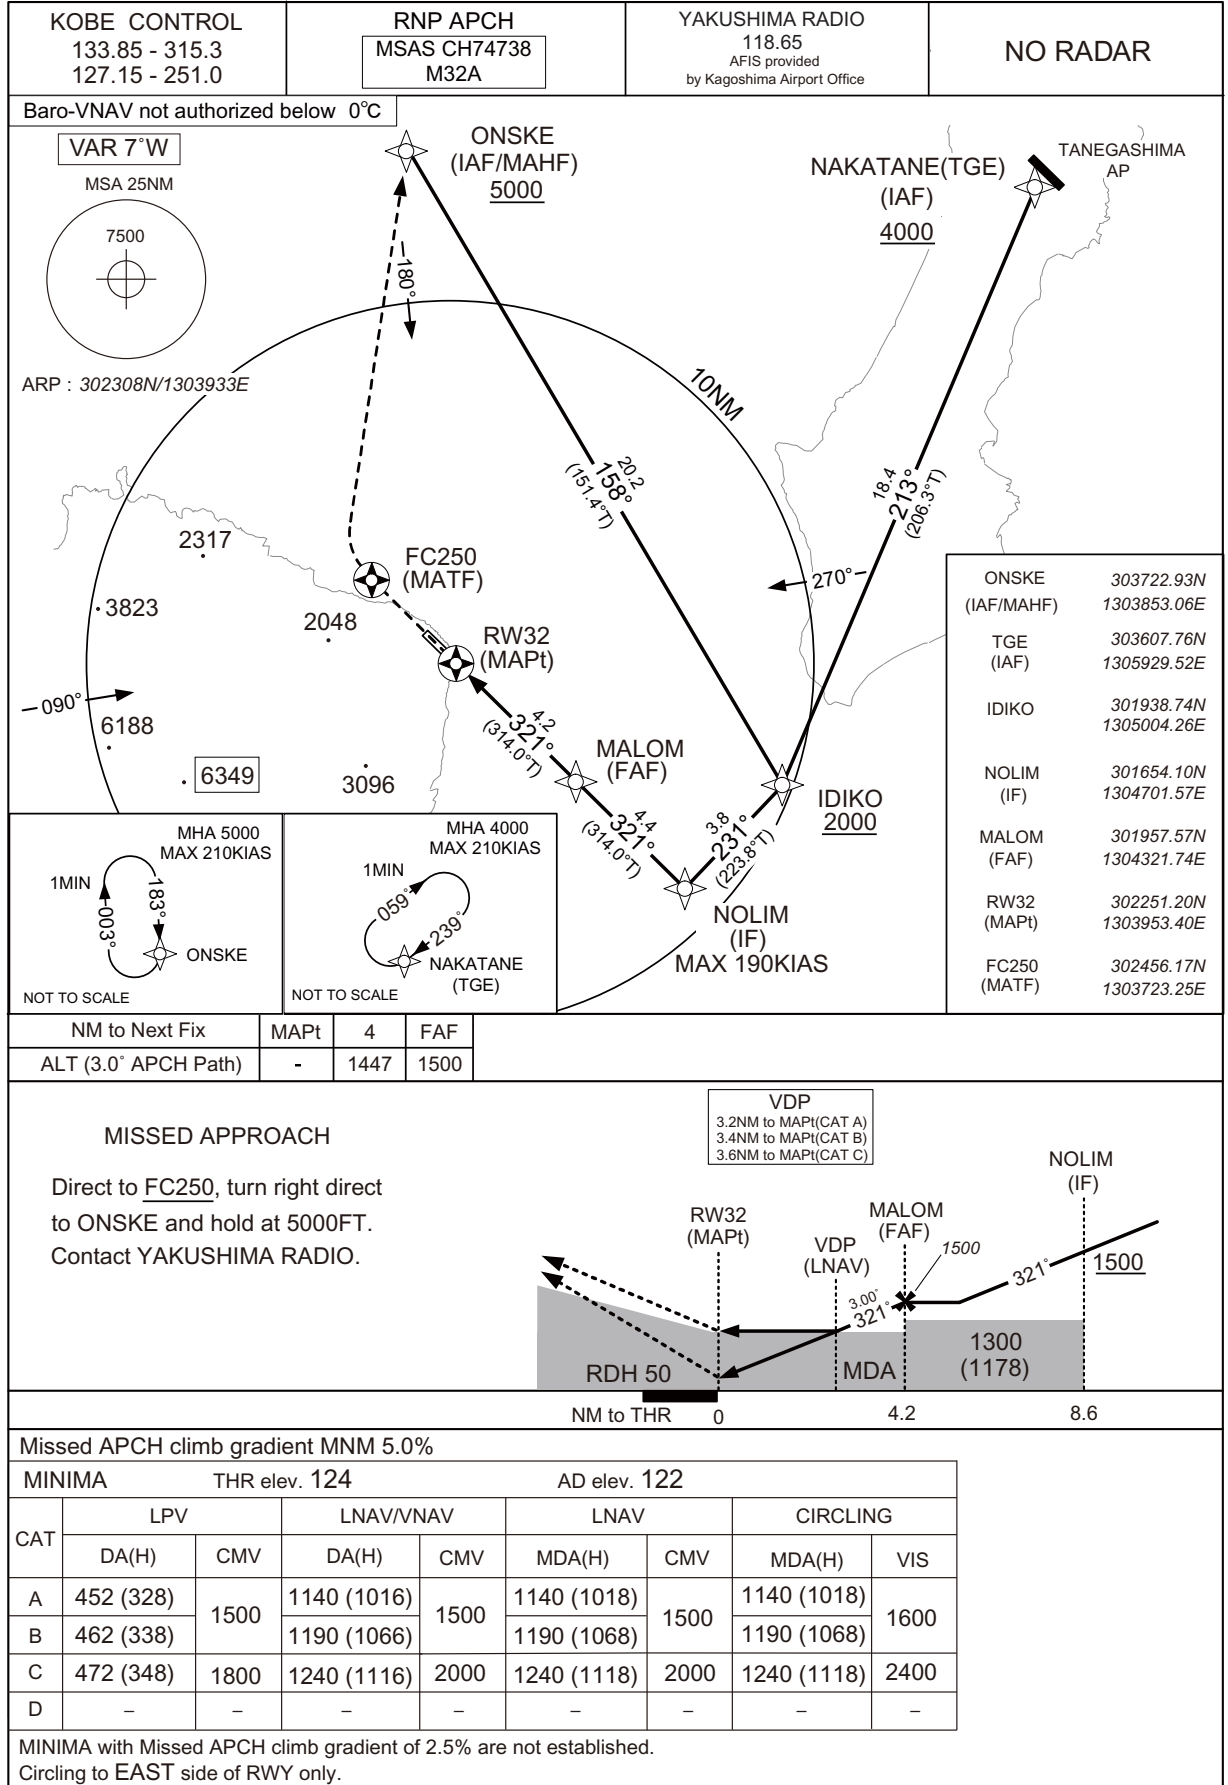 KOBE CONTROL
133.85 - 315.3
127.15 - 251.0
RNP APCH
MSAS CH74738
M32A
YAKUSHIMA RADIO
118.65
AFIS provided
by Kagoshima Airport Office
NO RADAR
Baro-VNAV not authorized below 0°C
VAR 7°W
MSA 25NM
7500
ARP : 302308N/1303933E
ONSKE
(IAF/MAHF)
5000
NAKATANE(TGE)
(IAF)
4000
TANEGASHIMA
AP
180°
10NM
20.2
158°
(151.4°T)
18.4
213°
(206.3°T)
270°
090°
2317
3823
2048
6188
6349
3096
FC250
(MATF)
RW32
(MAPt)
4.2
321°
(314.0°T)
MALOM
(FAF)
4.4
321°
(314.0°T)
3.8
231°
(223.8°T)
IDIKO
2000
NOLIM
(IF)
MAX 190KIAS
ONSKE 303722.93N
(IAF/MAHF) 1303853.06E
TGE 303607.76N
(IAF) 1305929.52E
IDIKO 301938.74N
1305004.26E
NOLIM 301654.10N
(IF) 1304701.57E
MALOM 301957.57N
(FAF) 1304321.74E
RW32 302251.20N
(MAPt) 1303953.40E
FC250 302456.17N
(MATF) 1303723.25E
MHA 5000
MAX 210KIAS
1MIN
183°
003°
ONSKE
NOT TO SCALE
MHA 4000
MAX 210KIAS
1MIN
059°
239°
NAKATANE
(TGE)
NOT TO SCALE
NM to Next Fix MAPt 4 FAF
ALT (3.0° APCH Path) - 1447 1500
MISSED APPROACH
Direct to FC250, turn right direct
to ONSKE and hold at 5000FT.
Contact YAKUSHIMA RADIO.
VDP
3.2NM to MAPt(CAT A)
3.4NM to MAPt(CAT B)
3.6NM to MAPt(CAT C)
RW32
(MAPt)
VDP
(LNAV)
MALOM
(FAF)
1500
NOLIM
(IF)
1500
3.00°
321°
321°
RDH 50
MDA
1300
(1178)
NM to THR 0 4.2 8.6
Missed APCH climb gradient MNM 5.0%
MINIMA THR elev. 124 AD elev. 122
CAT LPV LNAV/VNAV LNAV CIRCLING
DA(H) CMV DA(H) CMV MDA(H) CMV MDA(H) VIS
A 452 (328) 1500 1140 (1016) 1500 1140 (1018) 1500 1140 (1018) 1600
B 462 (338) 1190 (1066) 1190 (1068) 1190 (1068)
C 472 (348) 1800 1240 (1116) 2000 1240 (1118) 2000 1240 (1118) 2400
D – – – – – – – –
MINIMA with Missed APCH climb gradient of 2.5% are not established.
Circling to EAST side of RWY only.